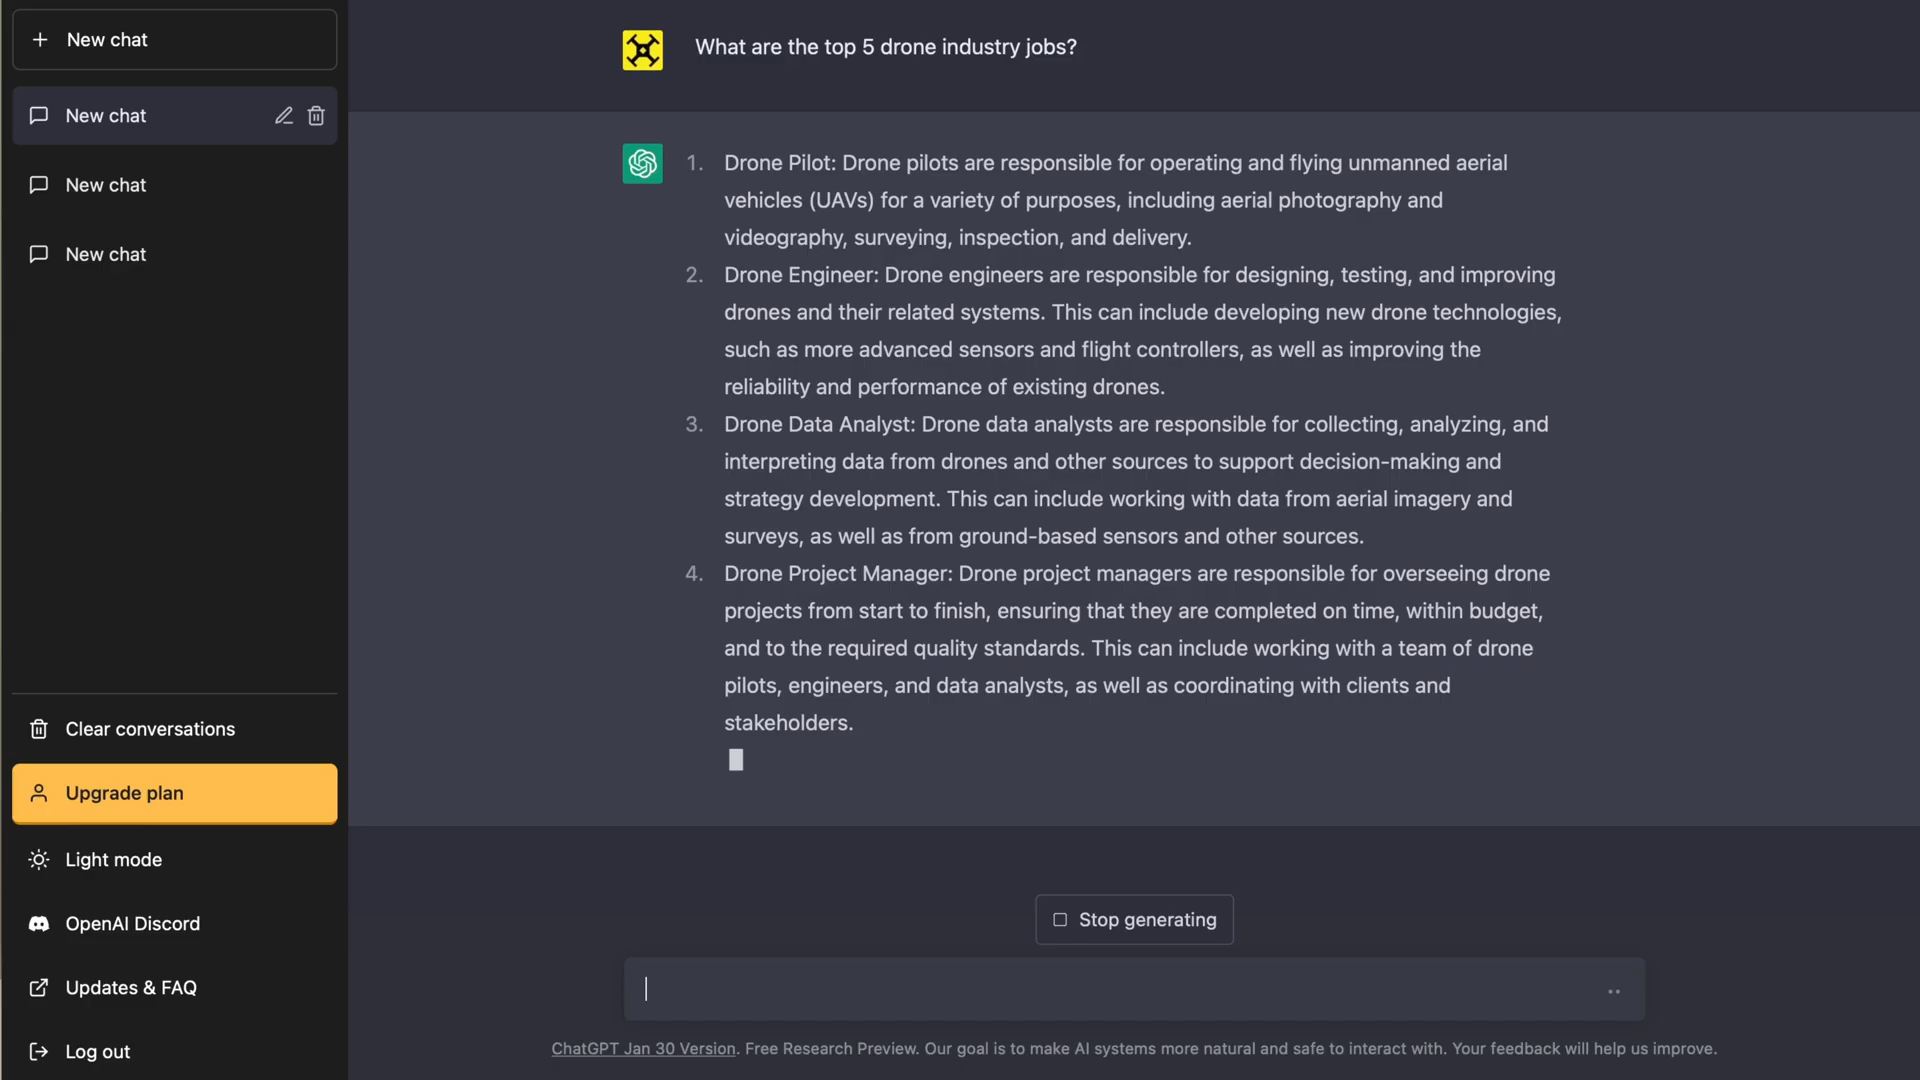 New chat
New chat
New chat
New chat
Clear conversations
Upgrade plan
Light mode
OpenAI Discord
Updates & FAQ
Log out
What are the top 5 drone industry jobs?
1. Drone Pilot: Drone pilots are responsible for operating and flying unmanned aerial
vehicles (UAVs) for a variety of purposes, including aerial photography and
videography, surveying, inspection, and delivery.
2. Drone Engineer: Drone engineers are responsible for designing, testing, and improving
drones and their related systems. This can include developing new drone technologies,
such as more advanced sensors and flight controllers, as well as improving the
reliability and performance of existing drones.
3. Drone Data Analyst: Drone data analysts are responsible for collecting, analyzing, and
interpreting data from drones and other sources to support decision-making and
strategy development. This can include working with data from aerial imagery and
surveys, as well as from ground-based sensors and other sources.
4. Drone Project Manager: Drone project managers are responsible for overseeing drone
projects from start to finish, ensuring that they are completed on time, within budget,
and to the required quality standards. This can include working with a team of drone
pilots, engineers, and data analysts, as well as coordinating with clients and
stakeholders.
Stop generating
ChatGPT Jan 30 Version. Free Research Preview. Our goal is to make AI systems more natural and safe to interact with. Your feedback will help us improve.